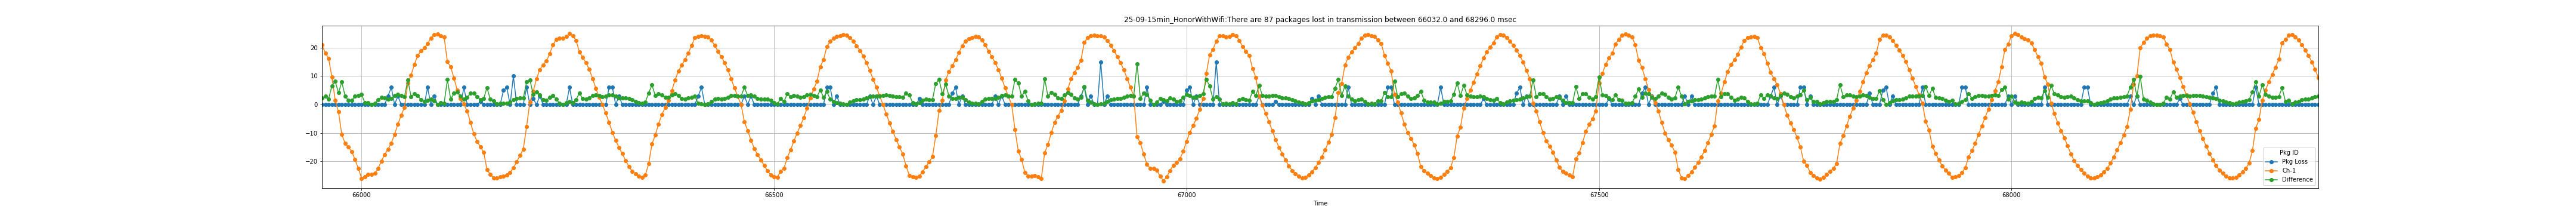 25-09-15min_HonorWithWifi:There are 87 packages lost in transmission between 66032.0 and 68296.0 msec
20
10
0
−10
−20
66000
66500
67000
67500
68000
Time
Pkg ID
Pkg Loss
Ch-1
Difference